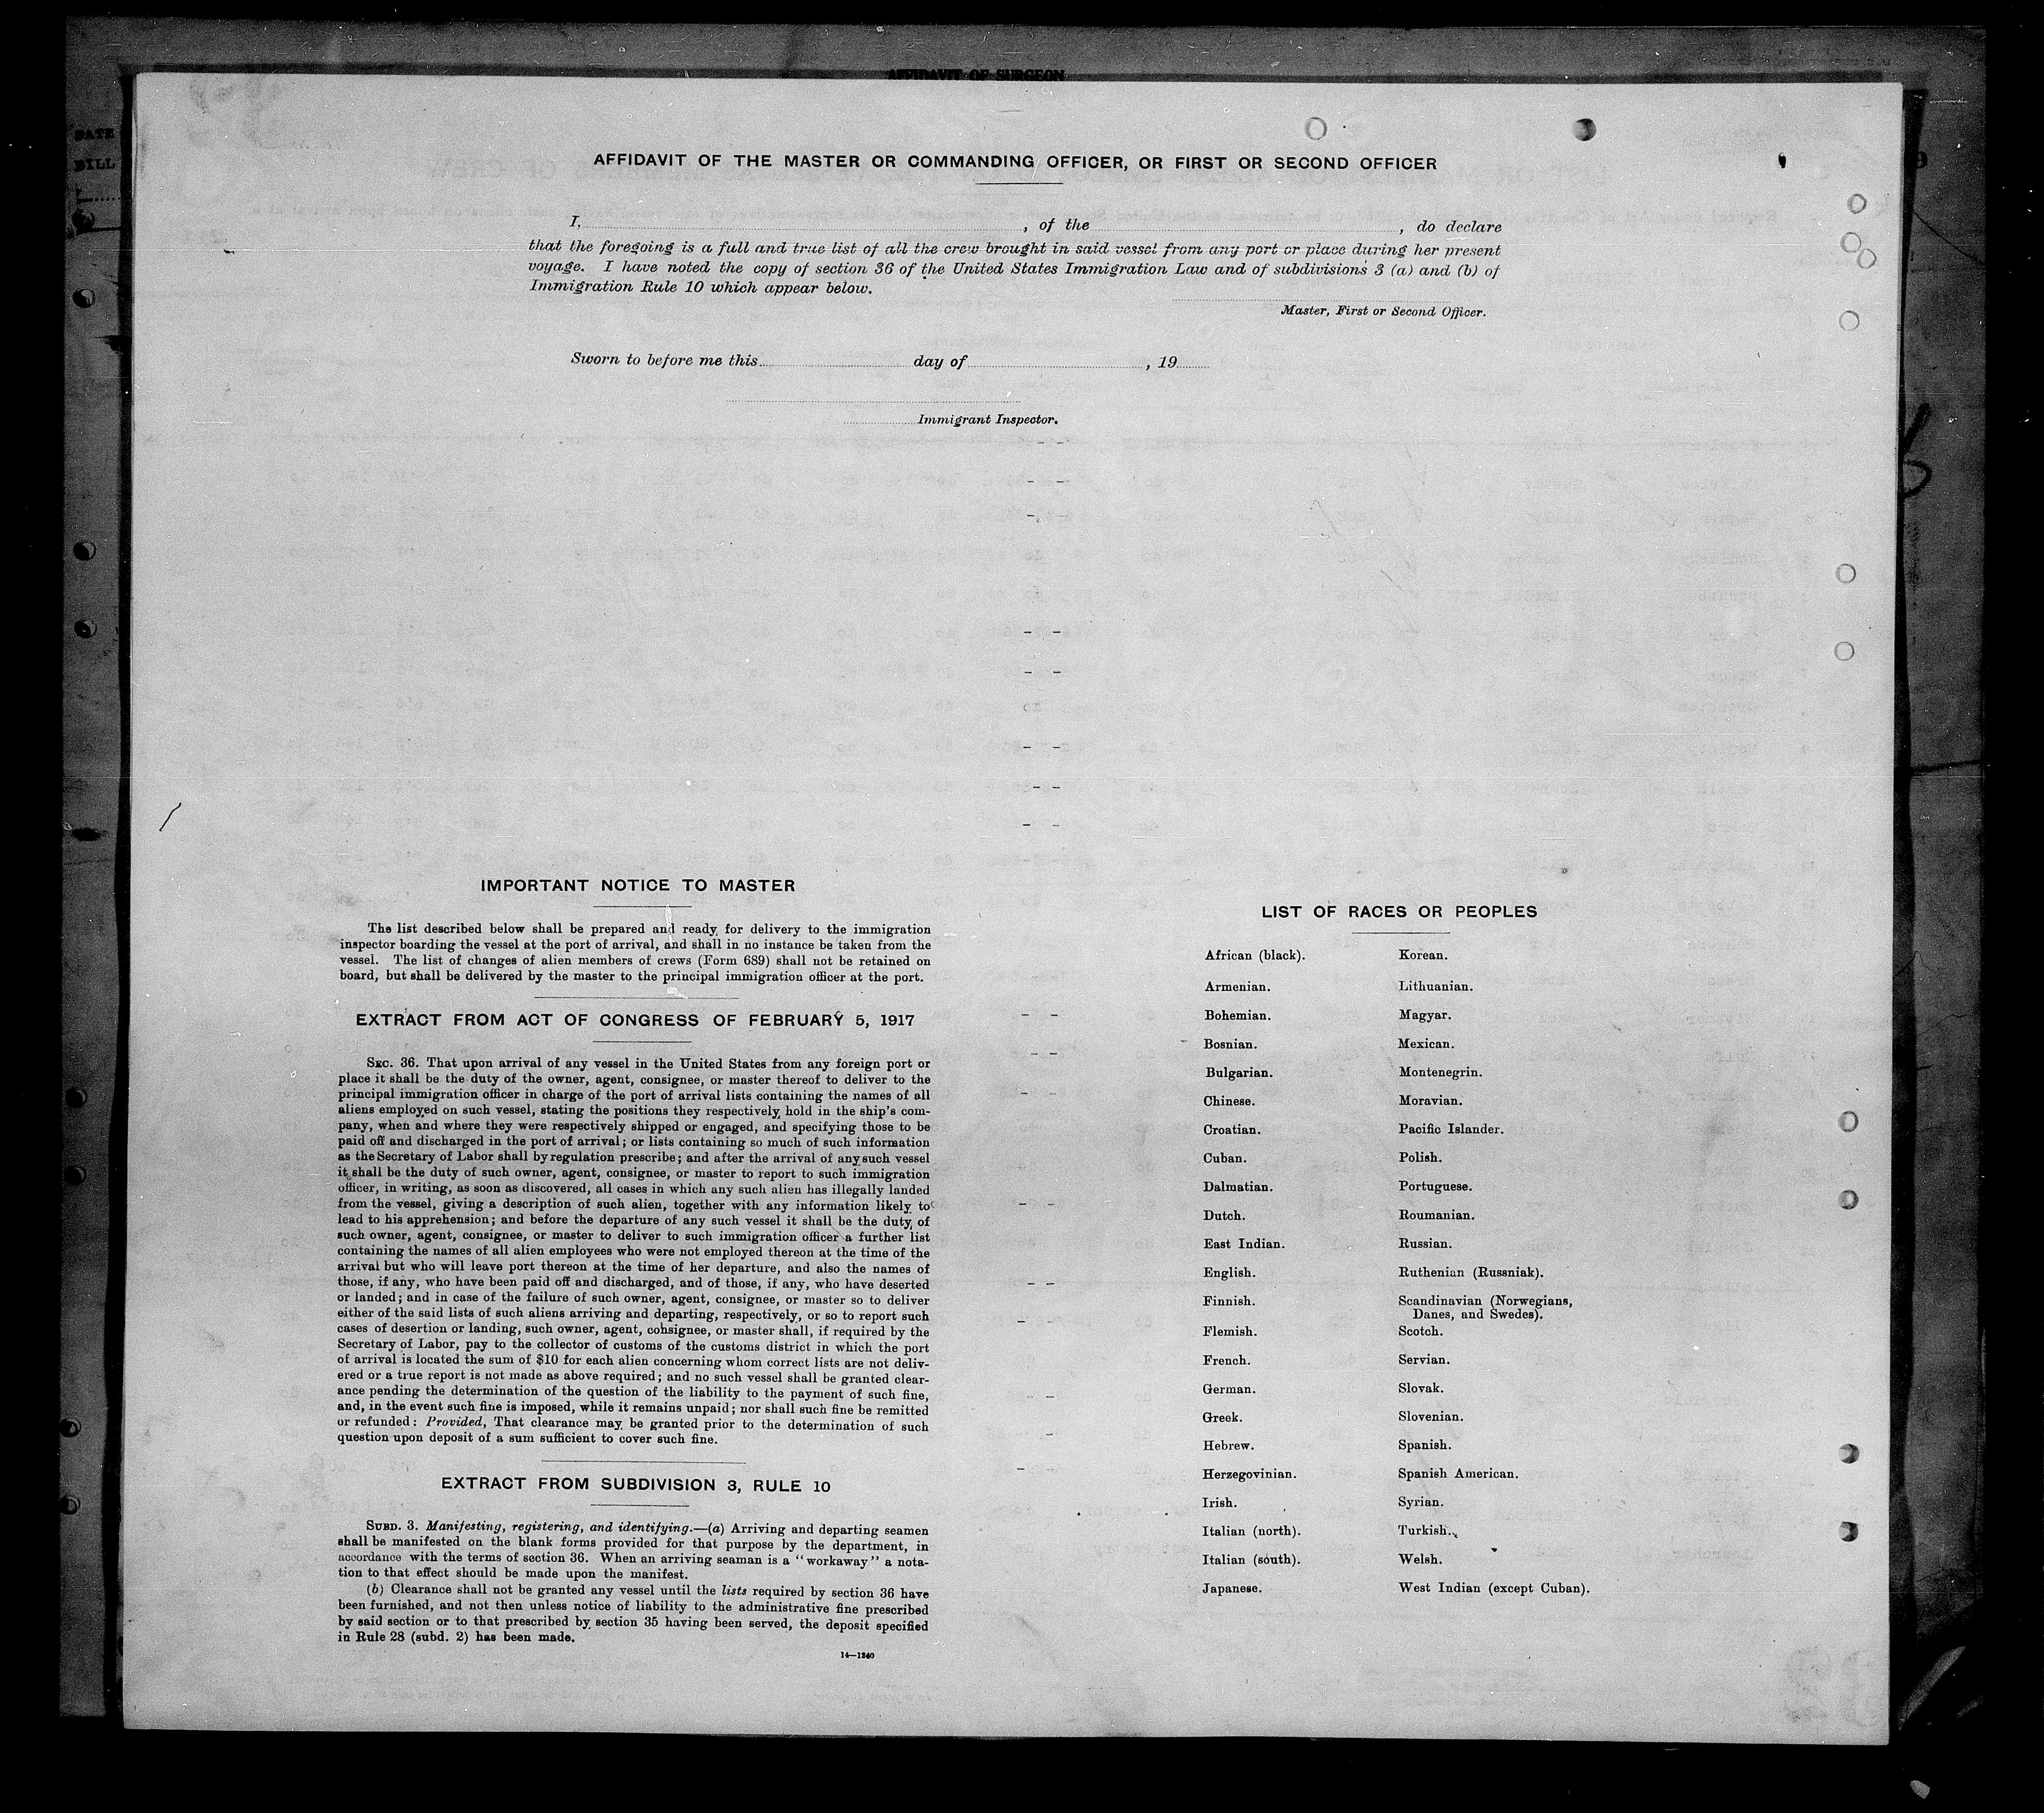 AFFIDAVIT OF SURGEON
DATE
BILL
AFFIDAVIT OF THE MASTER OR COMMANDING OFFICER, OR FIRST OR SECOND OFFICER
I, , of the , do declare
that the foregoing is a full and true list of all the crew brought in said vessel from any port or place during her present
voyage. I have noted the copy of section 36 of the United States Immigration Law and of subdivisions 3 (a) and (b) of
Immigration Rule 10 which appear below.
Master, First or Second Officer.
Sworn to before me this day of , 19
Immigrant Inspector.
IMPORTANT NOTICE TO MASTER
The list described below shall be prepared and ready for delivery to the immigration
inspector boarding the vessel at the port of arrival, and shall in no instance be taken from the
vessel. The list of changes of alien members of crews (Form 689) shall not be retained on
board, but shall be delivered by the master to the principal immigration officer at the port.
EXTRACT FROM ACT OF CONGRESS OF FEBRUARY 5, 1917
SEC. 36. That upon arrival of any vessel in the United States from any foreign port or
place it shall be the duty of the owner, agent, consignee, or master thereof to deliver to the
principal immigration officer in charge of the port of arrival lists containing the names of all
aliens employed on such vessel, stating the positions they respectively hold in the ship's com-
pany, when and where they were respectively shipped or engaged, and specifying those to be
paid off and discharged in the port of arrival; or lists containing so much of such information
as the Secretary of Labor shall by regulation prescribe; and after the arrival of any such vessel
it shall be the duty of such owner, agent, consignee, or master to report to such immigration
officer, in writing, as soon as discovered, all cases in which any such alien has illegally landed
from the vessel, giving a description of such alien, together with any information likely to
lead to his apprehension; and before the departure of any such vessel it shall be the duty of
such owner, agent, consignee, or master to deliver to such immigration officer a further list
containing the names of all alien employees who were not employed thereon at the time of the
arrival but who will leave port thereon at the time of her departure, and also the names of
those, if any, who have been paid off and discharged, and of those, if any, who have deserted
or landed; and in case of the failure of such owner, agent, consignee, or master so to deliver
either of the said lists of such aliens arriving and departing, respectively, or so to report such
cases of desertion or landing, such owner, agent, consignee, or master shall, if required by the
Secretary of Labor, pay to the collector of customs of the customs district in which the port
of arrival is located the sum of $10 for each alien concerning whom correct lists are not deliv-
ered or a true report is not made as above required; and no such vessel shall be granted clear-
ance pending the determination of the question of the liability to the payment of such fine,
and, in the event such fine is imposed, while it remains unpaid; nor shall such fine be remitted
or refunded: Provided, That clearance may be granted prior to the determination of such
question upon deposit of a sum sufficient to cover such fine.
EXTRACT FROM SUBDIVISION 3, RULE 10
SUBD. 3. Manifesting, registering, and identifying.—(a) Arriving and departing seamen
shall be manifested on the blank forms provided for that purpose by the department, in
accordance with the terms of section 36. When an arriving seaman is a "workaway" a nota-
tion to that effect should be made upon the manifest.
(b) Clearance shall not be granted any vessel until the lists required by section 36 have
been furnished, and not then unless notice of liability to the administrative fine prescribed
by said section or to that prescribed by section 35 having been served, the deposit specified
in Rule 28 (subd. 2) has been made.
14—1240
LIST OF RACES OR PEOPLES
African (black).
Armenian.
Bohemian.
Bosnian.
Bulgarian.
Chinese.
Croatian.
Cuban.
Dalmatian.
Dutch.
East Indian.
English.
Finnish.
Flemish.
French.
German.
Greek.
Hebrew.
Herzegovinian.
Irish.
Italian (north).
Italian (south).
Japanese.
Korean.
Lithuanian.
Magyar.
Mexican.
Montenegrin.
Moravian.
Pacific Islander.
Polish.
Portuguese.
Roumanian.
Russian.
Ruthenian (Russniak).
Scandinavian (Norwegians,
Danes, and Swedes).
Scotch.
Servian.
Slovak.
Slovenian.
Spanish.
Spanish American.
Syrian.
Turkish.
Welsh.
West Indian (except Cuban).